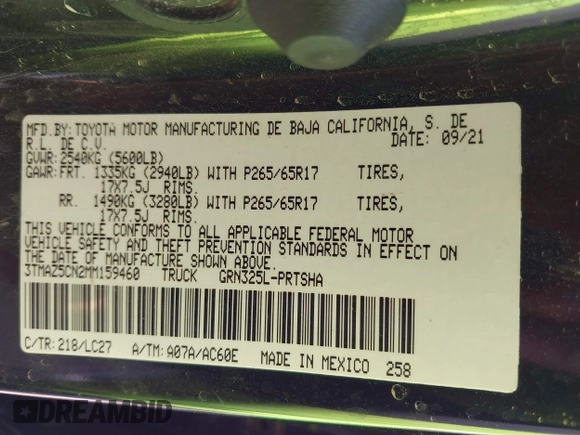 MFD.BY:TOYOTA MOTOR MANUFACTURING DE BAJA CALIFORNIA, S. DE
R.L. DE C.V. DATE: 09/21
GVWR: 2540KG (5600LB)
GAWR: FRT. 1335KG (2940LB) WITH P265/65R17 TIRES,
17X7.5J RIMS.
RR. 1490KG (3280LB) WITH P265/65R17 TIRES,
17X7.5J RIMS.
THIS VEHICLE CONFORMS TO ALL APPLICABLE FEDERAL MOTOR
VEHICLE SAFETY AND THEFT PREVENTION STANDARDS IN EFFECT ON
THE DATE OF MANUFACTURE SHOWN ABOVE.
3TMAZ5CN2MM159460 TRUCK GRN325L-PRTSHA
C/TR: 218/LC27 A/TM: A07A/AC60E MADE IN MEXICO 258
DREAMBID